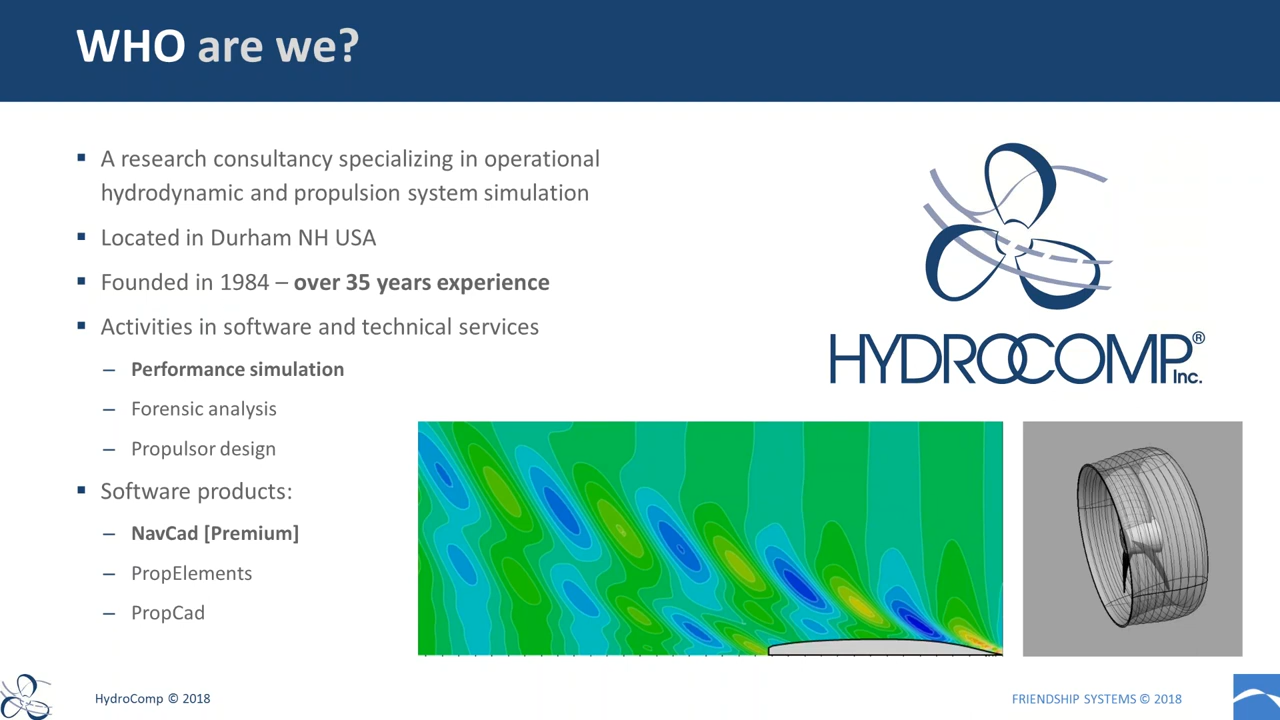 WHO are we?
▪ A research consultancy specializing in operational
hydrodynamic and propulsion system simulation
▪ Located in Durham NH USA
▪ Founded in 1984 – over 35 years experience
▪ Activities in software and technical services
– Performance simulation
– Forensic analysis
– Propulsor design
▪ Software products:
– NavCad [Premium]
– PropElements
– PropCad
HYDROCOMP®
Inc.
HydroComp © 2018
FRIENDSHIP SYSTEMS © 2018